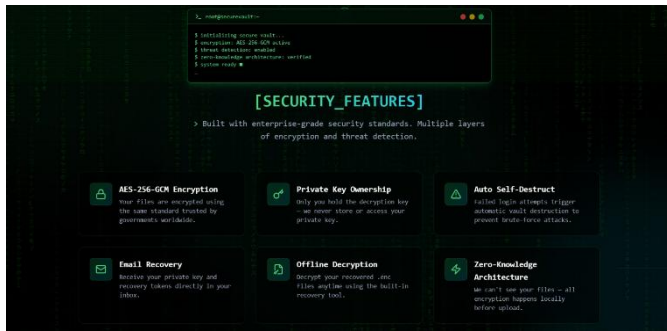 >_ root@securevault:~
$ initializing secure vault...
$ encryption: AES-256-GCM active
$ threat detection: enabled
$ zero-knowledge architecture: verified
$ system ready
[SECURITY_FEATURES]
> Built with enterprise-grade security standards. Multiple layers
of encryption and threat detection.
AES-256-GCM Encryption
Your files are encrypted using
the same standard trusted by
governments worldwide.
Private Key Ownership
Only you hold the decryption key
— we never store or access your
private key.
Auto Self-Destruct
Failed login attempts trigger
automatic vault destruction to
prevent brute-force attacks.
Email Recovery
Receive your private key and
recovery tokens directly in your
inbox.
Offline Decryption
Decrypt your recovered .enc
files anytime using the built-in
recovery tool.
Zero-Knowledge
Architecture
We can't see your files — all
encryption happens locally
before upload.